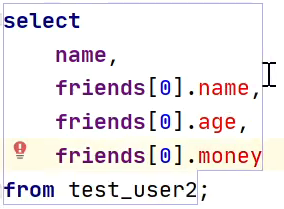 select
name,
friends[0].name,
friends[0].age,
friends[0].money
from test_user2;